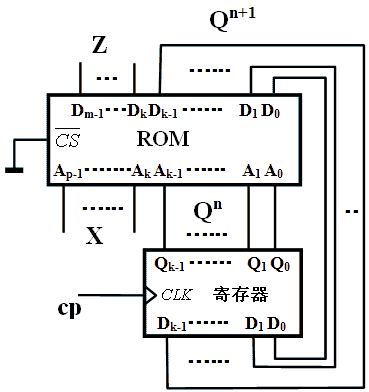 Qⁿ⁺¹
Z
... ......
Dm-1......Dk Dk-1 ...... D1 D0
CS ROM
Ap-1........Ak Ak-1 ...... A1 A0
...... Qⁿ ...
X ......
Qk-1 ...... Q1 Q0
cp CLK 寄存器
Dk-1 ...... D1 D0
......